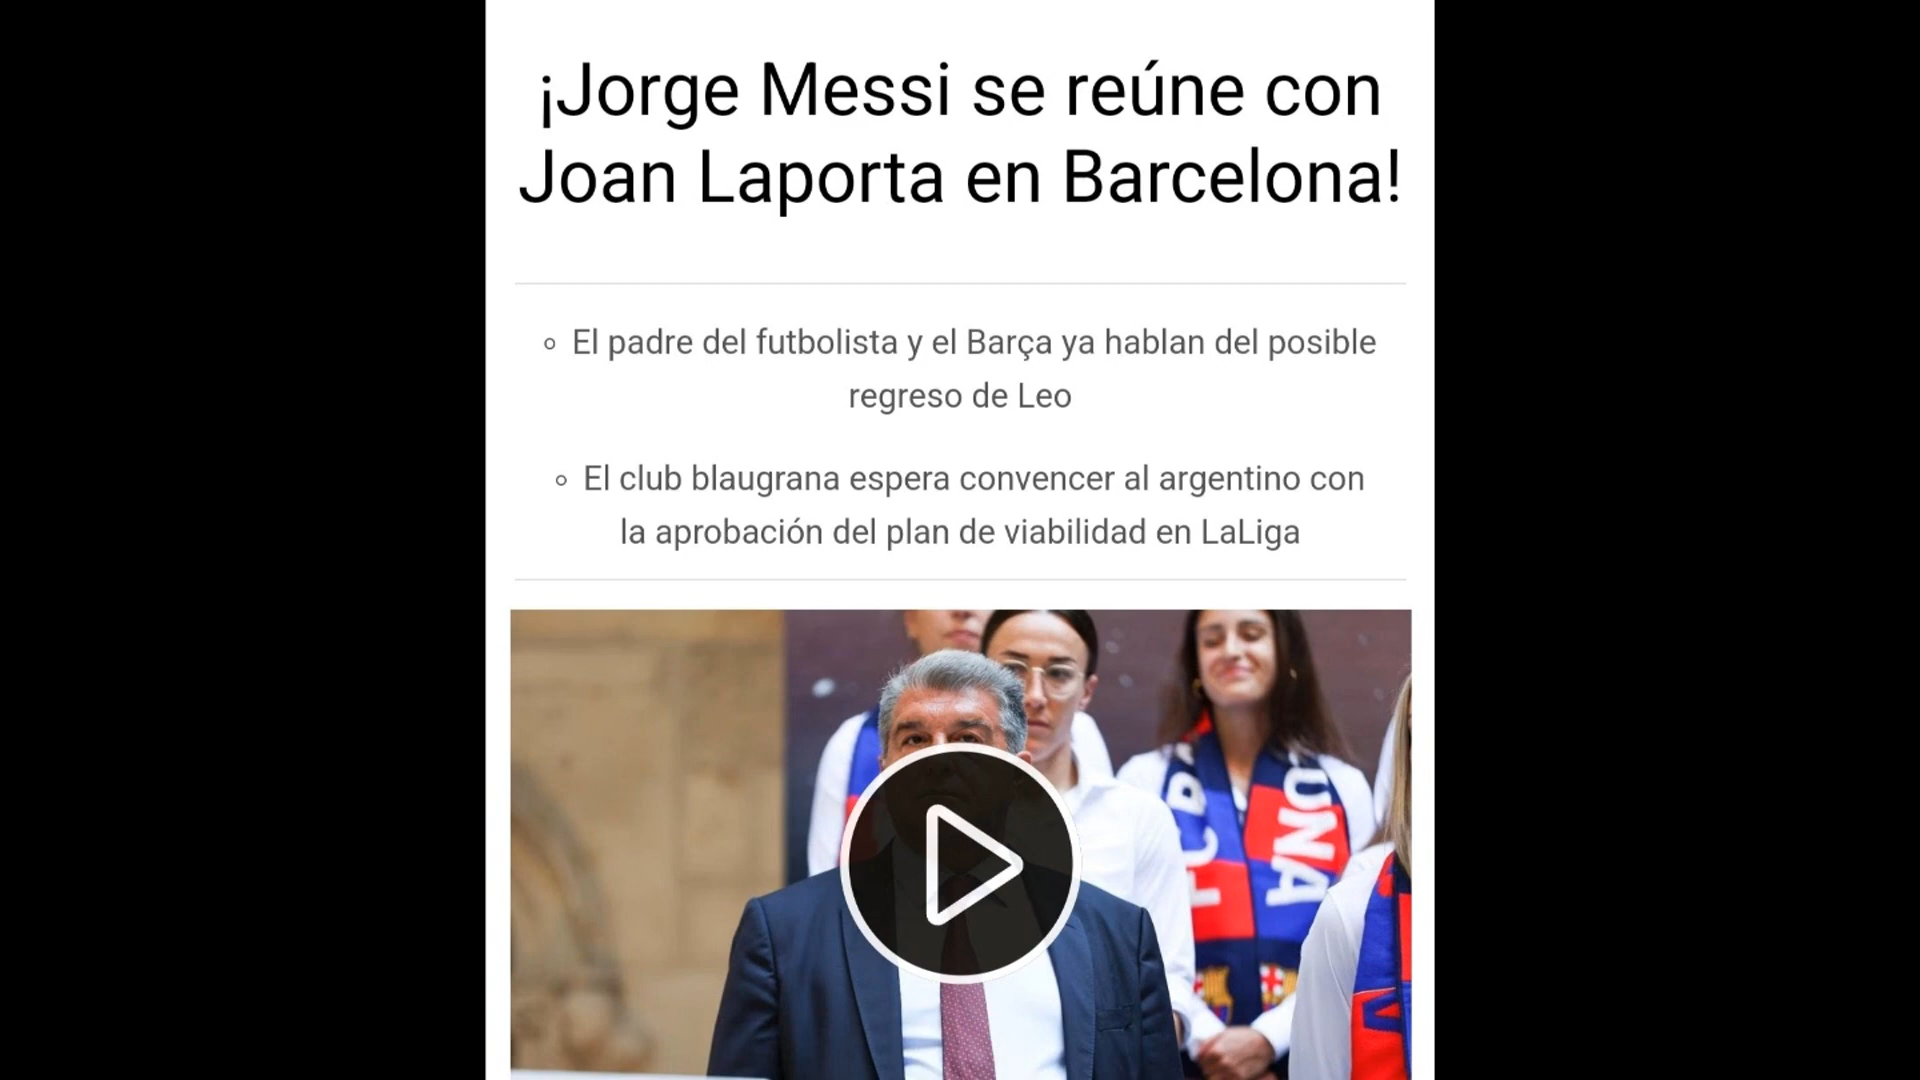 ¡Jorge Messi se reúne con
Joan Laporta en Barcelona!
El padre del futbolista y el Barça ya hablan del posible
regreso de Leo
El club blaugrana espera convencer al argentino con
la aprobación del plan de viabilidad en LaLiga